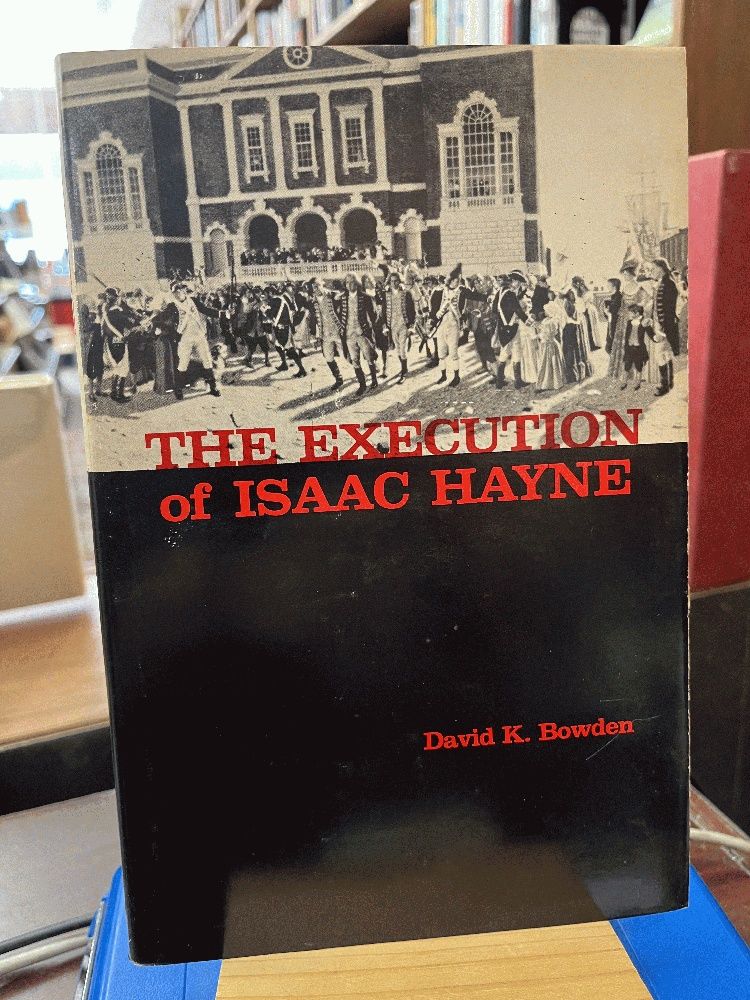 THE EXECUTION
of ISAAC HAYNE
David K. Bowden